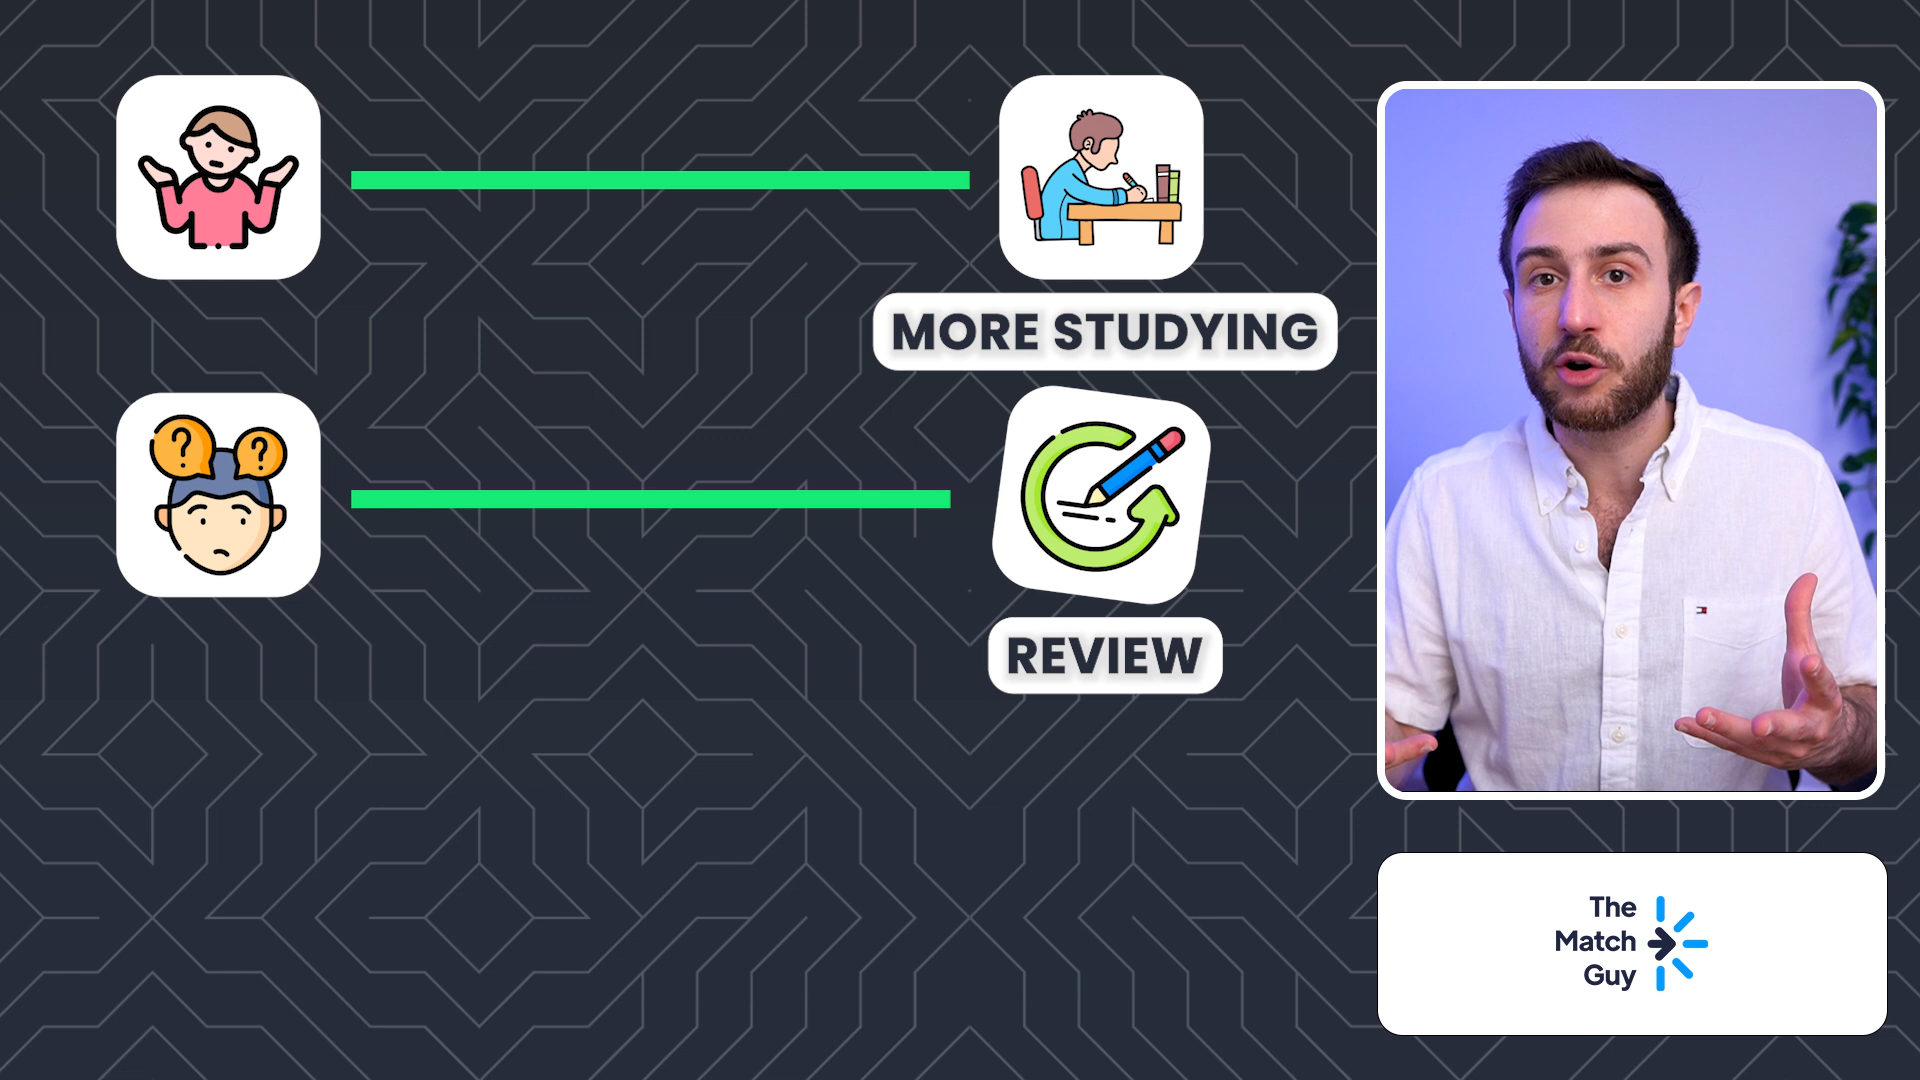 MORE STUDYING
? ?
REVIEW
The
Match
Guy